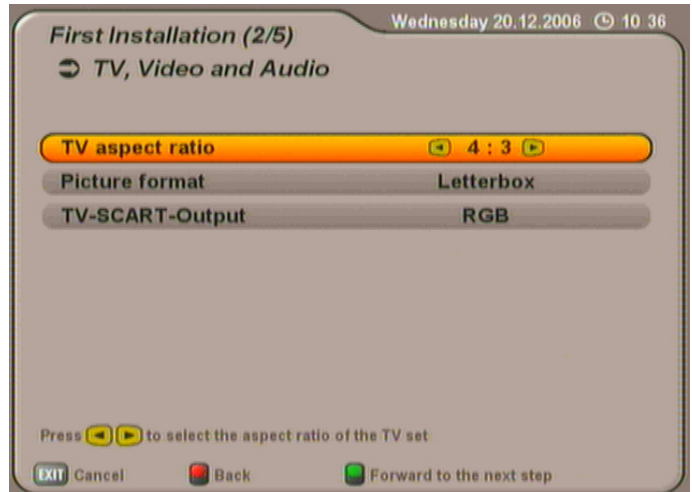 First Installation (2/5)
Wednesday 20.12.2006 10 36
TV, Video and Audio
TV aspect ratio 4 : 3
Picture format Letterbox
TV-SCART-Output RGB
Press to select the aspect ratio of the TV set
EXIT Cancel Back Forward to the next step